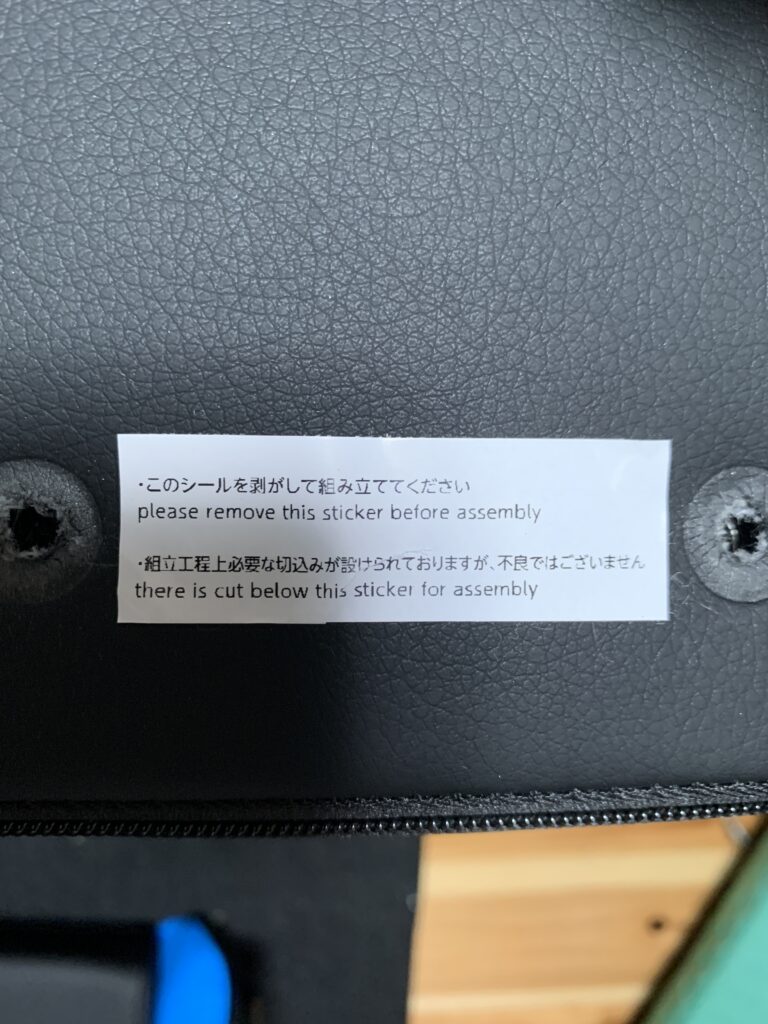 ・このシールを剥がして組み立ててください
please remove this sticker before assembly
・組立工程上必要な切込みが設けられておりますが、不良ではございません
there is cut below this sticker for assembly